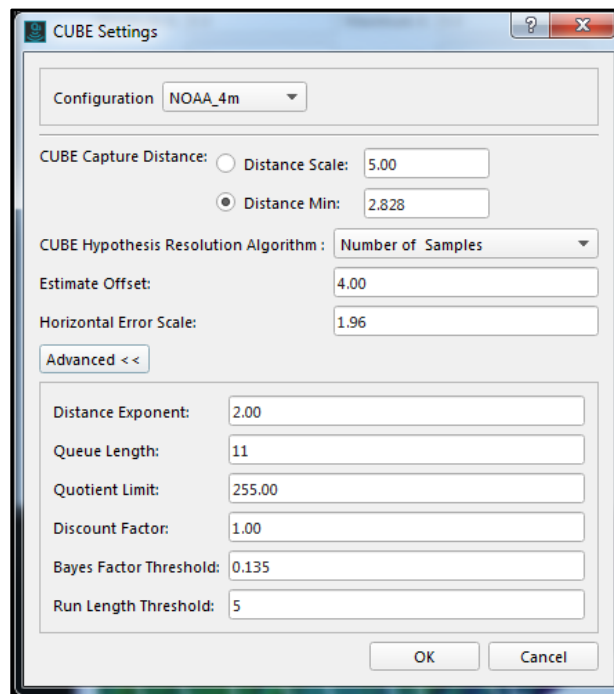 CUBE Settings
Configuration NOAA_4m
CUBE Capture Distance: Distance Scale: 5.00
Distance Min: 2.828
CUBE Hypothesis Resolution Algorithm : Number of Samples
Estimate Offset: 4.00
Horizontal Error Scale: 1.96
Advanced <<
Distance Exponent: 2.00
Queue Length: 11
Quotient Limit: 255.00
Discount Factor: 1.00
Bayes Factor Threshold: 0.135
Run Length Threshold: 5
OK Cancel